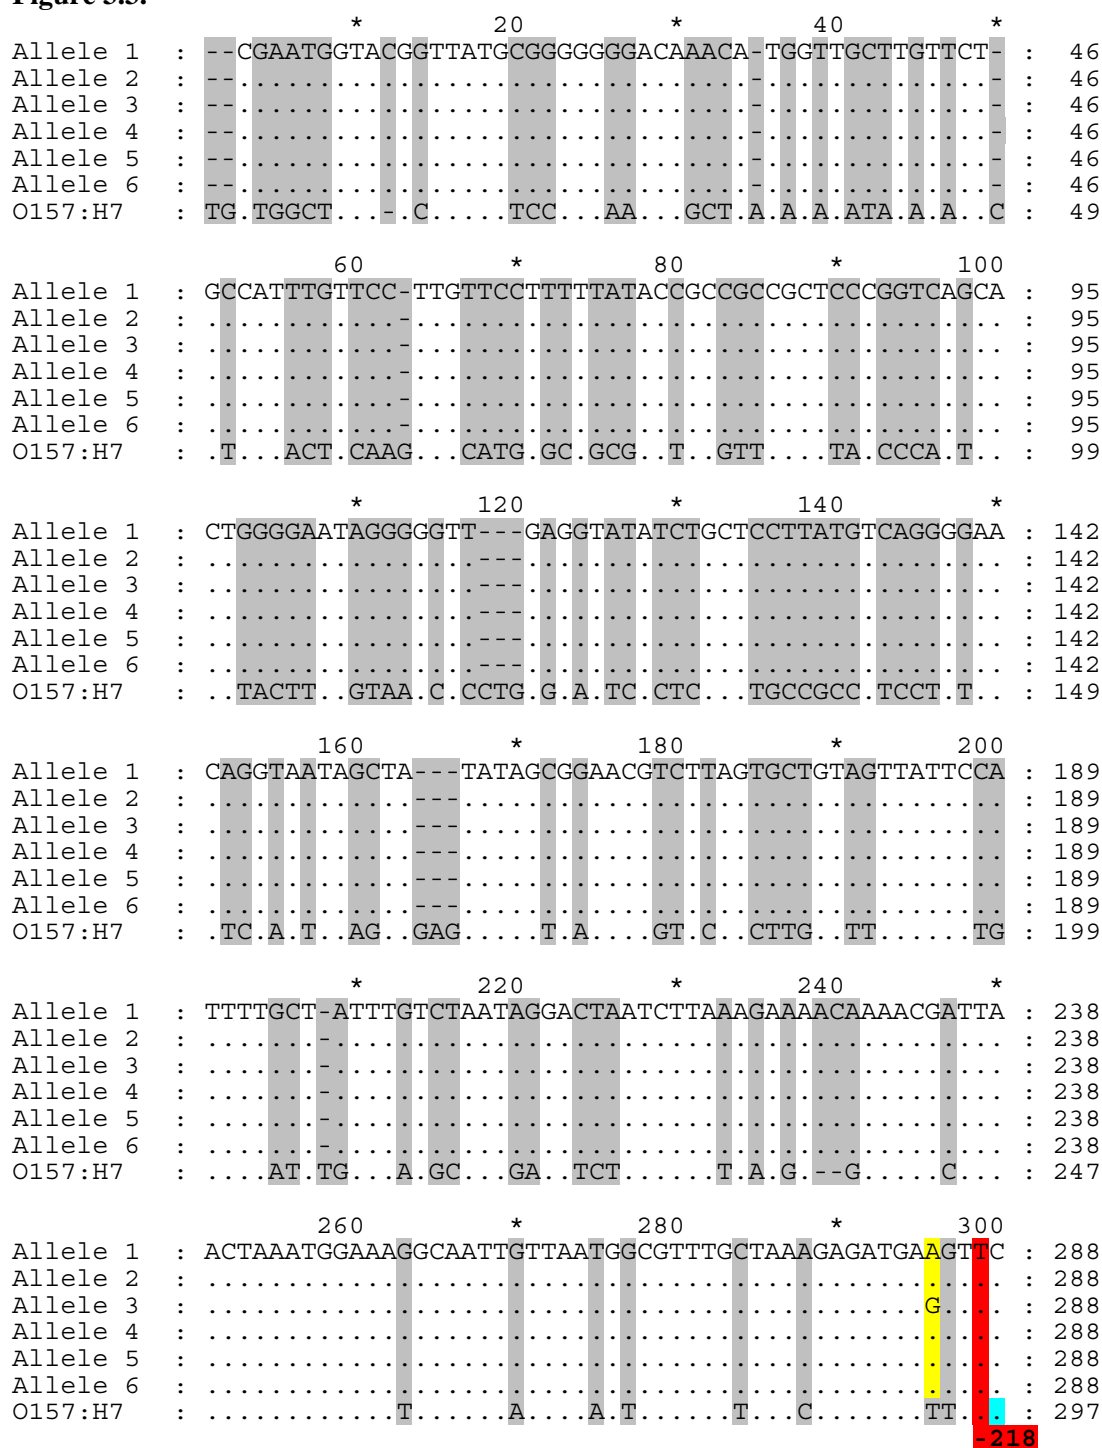 Figure
* 20 * 40 *
Allele 1 : --CGAATGGTACGGTTATGCGGGGGGGACAAACA-TGGTTGCTTGTTCT- : 46
Allele 2 : --................................-..............- : 46
Allele 3 : --................................-..............- : 46
Allele 4 : --................................-..............- : 46
Allele 5 : --................................-..............- : 46
Allele 6 : --................................-..............- : 46
O157:H7 : TG.TGGCT...-.C.....TCC...AA...GCT.A.A.A.ATA.A.A..C : 49
60 * 80 * 100
Allele 1 : GCCATTTGTTCC-TTGTTCCTTTTTATACCGCCGCCGCTCCCGGTCAGCA : 95
Allele 2 : ............-..................................... : 95
Allele 3 : ............-..................................... : 95
Allele 4 : ............-..................................... : 95
Allele 5 : ............-..................................... : 95
Allele 6 : ............-..................................... : 95
O157:H7 : .T...ACT.CAAG...CATG.GC.GCG..T..GTT....TA.CCCA.T.. : 99
* 120 * 140 *
Allele 1 : CTGGGGAATAGGGGGTT---GAGGTATATCTGCTCCTTATGTCAGGGGAA : 142
Allele 2 : .................---.............................. : 142
Allele 3 : .................---.............................. : 142
Allele 4 : .................---.............................. : 142
Allele 5 : .................---.............................. : 142
Allele 6 : .................---.............................. : 142
O157:H7 : ..TACTT..GTAA.C.CCTG.G.A.TC.CTC...TGCCGCC.TCCT.T.. : 149
160 * 180 * 200
Allele 1 : CAGGTAATAGCTA---TATAGCGGAACGTCTTAGTGCTGTAGTTATTCCA : 189
Allele 2 : .............---.................................. : 189
Allele 3 : .............---.................................. : 189
Allele 4 : .............---.................................. : 189
Allele 5 : .............---.................................. : 189
Allele 6 : .............---.................................. : 189
O157:H7 : .TC.A.T..AG..GAG.....T.A....GT.C..CTTG..TT......TG : 199
* 220 * 240 *
Allele 1 : TTTTGCT-ATTTGTCTAATAGGACTAATCTTAAAGAAAACAAAACGATTA : 238
Allele 2 : .......-.......................................... : 238
Allele 3 : .......-.......................................... : 238
Allele 4 : .......-.......................................... : 238
Allele 5 : .......-.......................................... : 238
Allele 6 : .......-.......................................... : 238
O157:H7 : ....AT.TG...A.GC...GA..TCT......T.A.G.--G.....C... : 247
260 * 280 * 300
Allele 1 : ACTAAATGGAAAGGCAATTGTTAATGGCGTTTGCTAAAGAGATGAAGTTC : 288
Allele 2 : .................................................. : 288
Allele 3 : .............................................G.... : 288
Allele 4 : .................................................. : 288
Allele 5 : .................................................. : 288
Allele 6 : .................................................. : 288
O157:H7 : ............T......A....A.T......T...C.......TT... : 297
-218